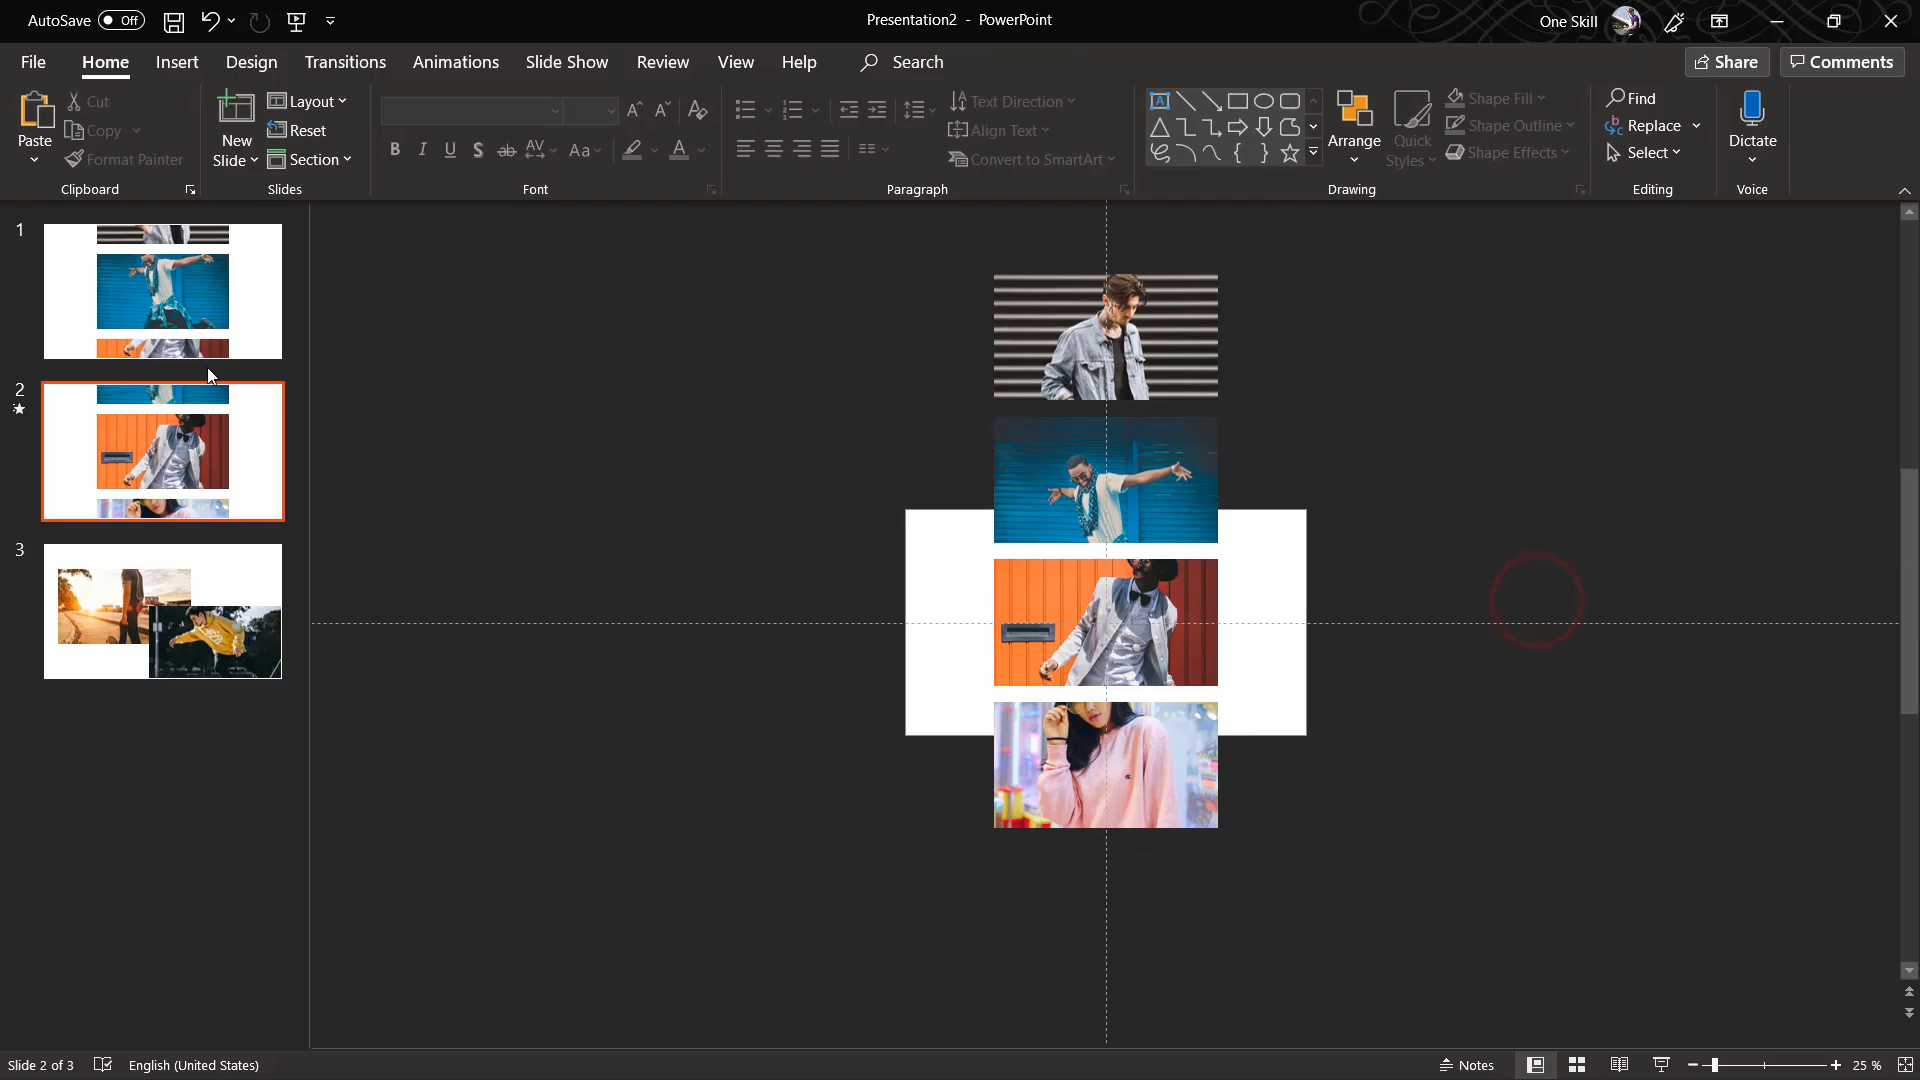 AutoSave Off
Presentation2 - PowerPoint
One Skill
File Home Insert Design Transitions Animations Slide Show Review View Help Search
Share Comments
Paste
Cut
Copy
Format Painter
Clipboard
New
Slide
Layout
Reset
Section
Slides
B I U S ab AV Aa A
Font
Text Direction
Align Text
Convert to SmartArt
Paragraph
Arrange
Quick
Styles
Shape Fill
Shape Outline
Shape Effects
Drawing
Find
Replace
Select
Editing
Dictate
Voice
1
2
3
Slide 2 of 3
English (United States)
Notes
25 %